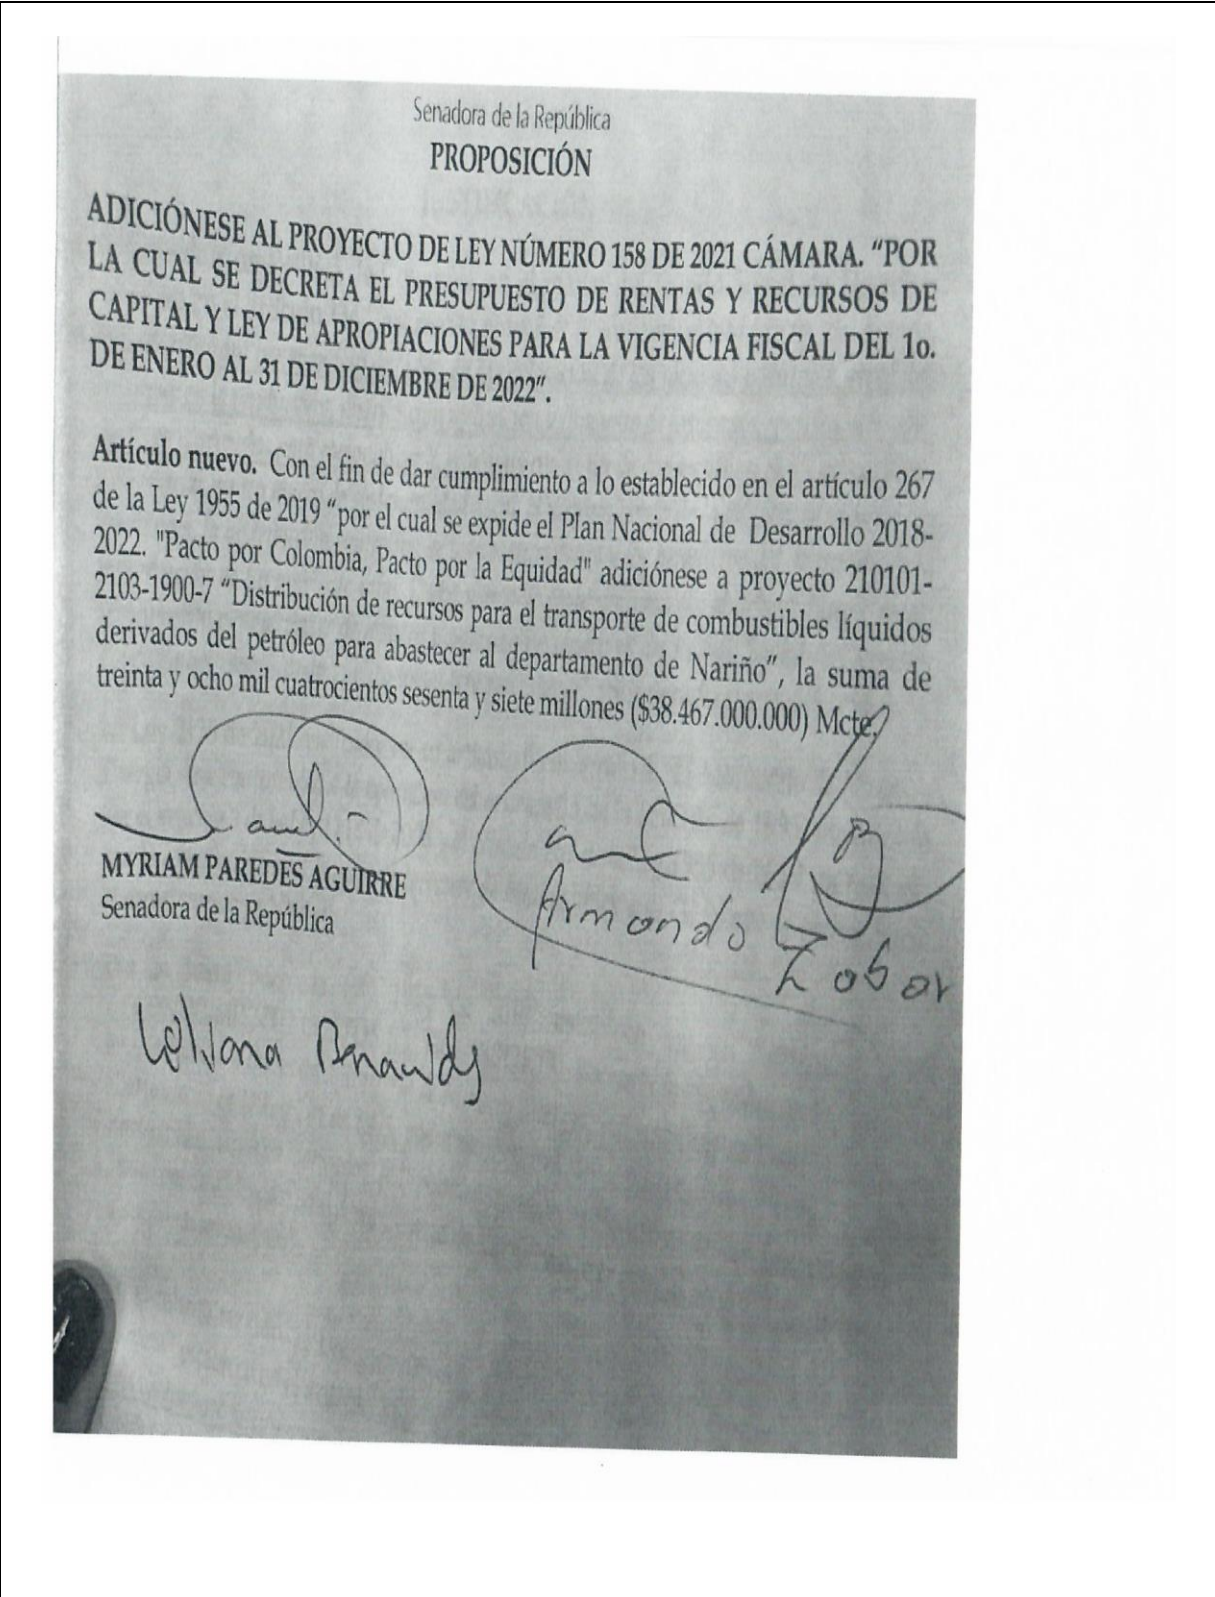 Senadora de la República
PROPOSICIÓN
ADICIÓNESE AL PROYECTO DE LEY NÚMERO 158 DE 2021 CÁMARA. “POR
LA CUAL SE DECRETA EL PRESUPUESTO DE RENTAS Y RECURSOS DE
CAPITAL Y LEY DE APROPIACIONES PARA LA VIGENCIA FISCAL DEL 1o.
DE ENERO AL 31 DE DICIEMBRE DE 2022”.
Artículo nuevo. Con el fin de dar cumplimiento a lo establecido en el artículo 267
de la Ley 1955 de 2019 “por el cual se expide el Plan Nacional de Desarrollo 2018-
2022. "Pacto por Colombia, Pacto por la Equidad" adiciónese a proyecto 210101-
2103-1900-7 “Distribución de recursos para el transporte de combustibles líquidos
derivados del petróleo para abastecer al departamento de Nariño”, la suma de
treinta y ocho mil cuatrocientos sesenta y siete millones ($38.467.000.000) Mcte.
MYRIAM PAREDES AGUIRRE
Senadora de la República
Armando Zabar